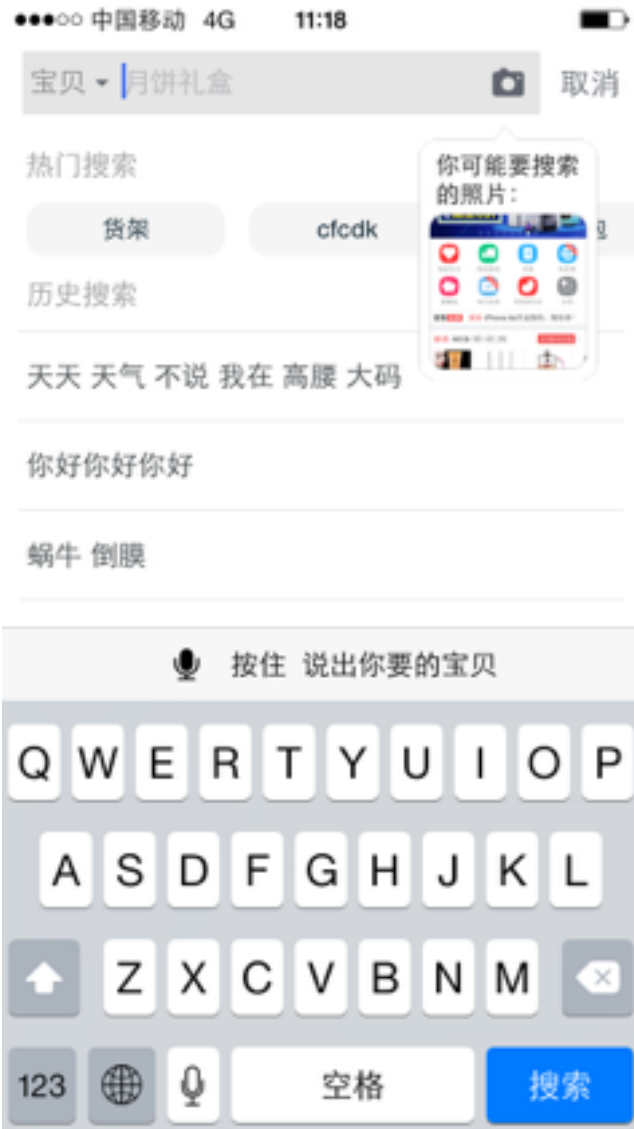 中国移动 4G 11:18
宝贝 月饼礼盒 取消
热门搜索
你可能要搜索
的照片：
货架 cfcdk
历史搜索
天天 天气 不说 我在 高腰 大码
你好你好你好
蜗牛 倒膜
按住 说出你要的宝贝
Q W E R T Y U I O P
A S D F G H J K L
Z X C V B N M
123 空格 搜索